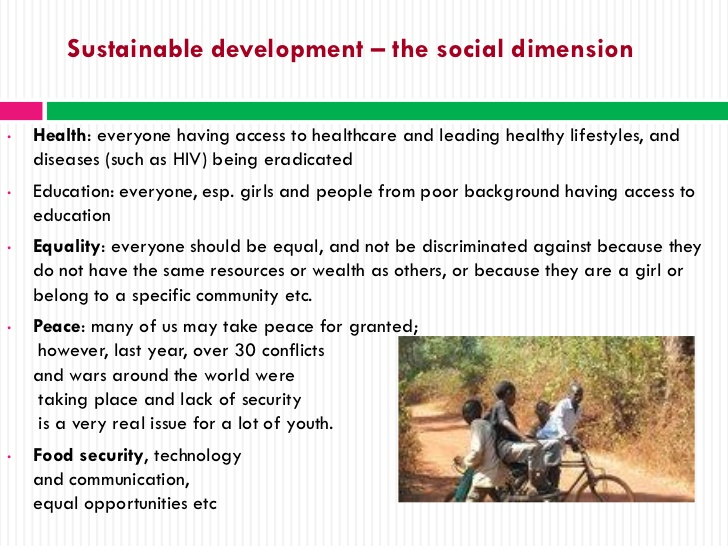 Sustainable development – the social dimension
• Health: everyone having access to healthcare and leading healthy lifestyles, and
diseases (such as HIV) being eradicated
• Education: everyone, esp. girls and people from poor background having access to
education
• Equality: everyone should be equal, and not be discriminated against because they
do not have the same resources or wealth as others, or because they are a girl or
belong to a specific community etc.
• Peace: many of us may take peace for granted;
however, last year, over 30 conflicts
and wars around the world were
taking place and lack of security
is a very real issue for a lot of youth.
• Food security, technology
and communication,
equal opportunities etc